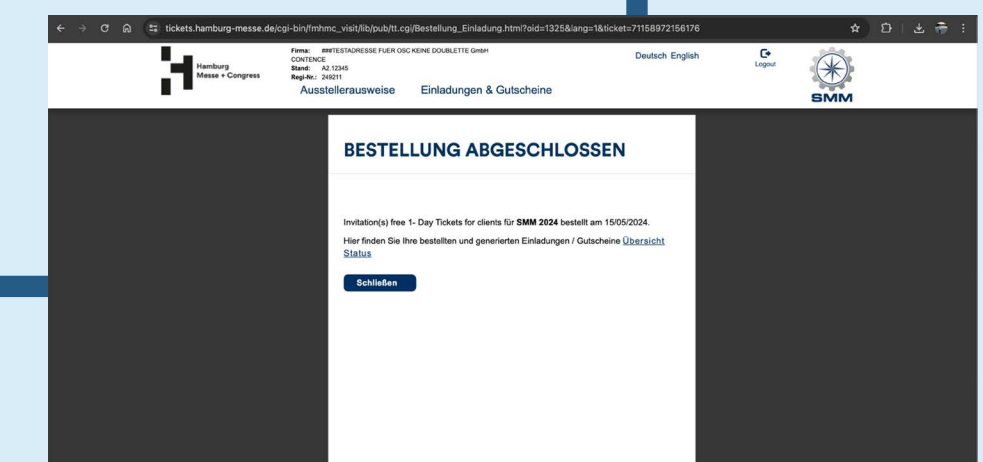 tickets.hamburg-messe.de/cgi-bin/fmhmc_visit/lib/pub/tt.cgi/Bestellung_Einladung.html?oid=1325&lang=1&ticket=71158972156176
Hamburg
Messe + Congress
Firma: ###TESTADRESSE FUER OSC KEINE DOUBLETTE GmbH
CONTENCE
Stand: A2.12345
Regi-Nr.: 249211
Ausstellerausweise Einladungen & Gutscheine
Deutsch English
Logout
SMM
BESTELLUNG ABGESCHLOSSEN
Invitation(s) free 1- Day Tickets for clients für SMM 2024 bestellt am 15/05/2024.
Hier finden Sie Ihre bestellten und generierten Einladungen / Gutscheine Übersicht
Status
Schließen